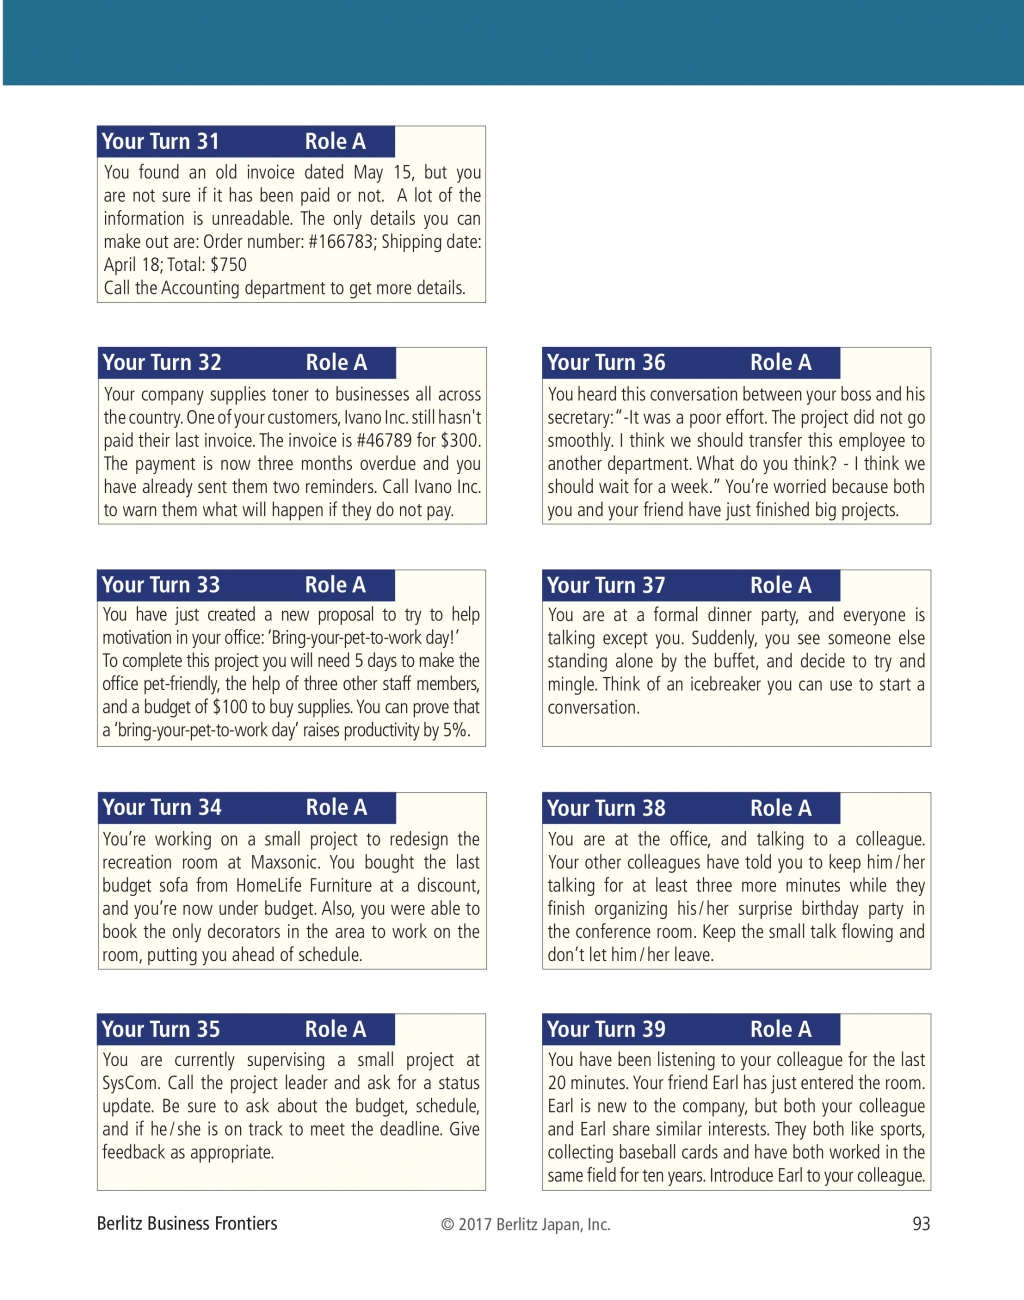 Your Turn 31 Role A
You found an old invoice dated May 15, but you
are not sure if it has been paid or not. A lot of the
information is unreadable. The only details you can
make out are: Order number: #166783; Shipping date:
April 18; Total: $750
Call the Accounting department to get more details.
Your Turn 32 Role A
Your company supplies toner to businesses all across
the country. One of your customers, Ivano Inc. still hasn't
paid their last invoice. The invoice is #46789 for $300.
The payment is now three months overdue and you
have already sent them two reminders. Call Ivano Inc.
to warn them what will happen if they do not pay.
Your Turn 33 Role A
You have just created a new proposal to try to help
motivation in your office: ‘Bring-your-pet-to-work day!’
To complete this project you will need 5 days to make the
office pet-friendly, the help of three other staff members,
and a budget of $100 to buy supplies. You can prove that
a ‘bring-your-pet-to-work day’ raises productivity by 5%.
Your Turn 34 Role A
You’re working on a small project to redesign the
recreation room at Maxsonic. You bought the last
budget sofa from HomeLife Furniture at a discount,
and you’re now under budget. Also, you were able to
book the only decorators in the area to work on the
room, putting you ahead of schedule.
Your Turn 35 Role A
You are currently supervising a small project at
SysCom. Call the project leader and ask for a status
update. Be sure to ask about the budget, schedule,
and if he / she is on track to meet the deadline. Give
feedback as appropriate.
Your Turn 36 Role A
You heard this conversation between your boss and his
secretary: “-It was a poor effort. The project did not go
smoothly. I think we should transfer this employee to
another department. What do you think? - I think we
should wait for a week.” You’re worried because both
you and your friend have just finished big projects.
Your Turn 37 Role A
You are at a formal dinner party, and everyone is
talking except you. Suddenly, you see someone else
standing alone by the buffet, and decide to try and
mingle. Think of an icebreaker you can use to start a
conversation.
Your Turn 38 Role A
You are at the office, and talking to a colleague.
Your other colleagues have told you to keep him / her
talking for at least three more minutes while they
finish organizing his / her surprise birthday party in
the conference room. Keep the small talk flowing and
don’t let him / her leave.
Your Turn 39 Role A
You have been listening to your colleague for the last
20 minutes. Your friend Earl has just entered the room.
Earl is new to the company, but both your colleague
and Earl share similar interests. They both like sports,
collecting baseball cards and have both worked in the
same field for ten years. Introduce Earl to your colleague.
Berlitz Business Frontiers © 2017 Berlitz Japan, Inc. 93